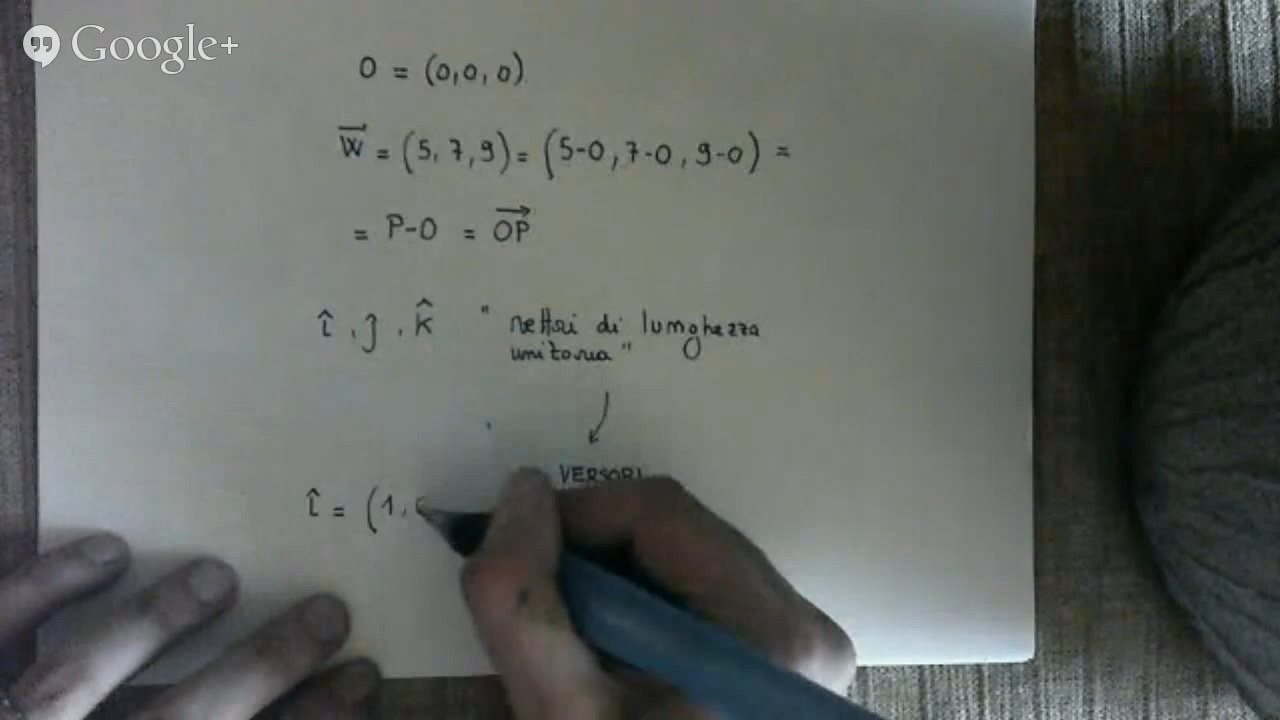 Google+
O = (0,0,0)
W⃗ = (5,7,9) = (5-0,7-0,9-0) =
= P-O = O⃗P⃗
î, ĵ, k̂ " vettori di lunghezza
unitaria"
VERSORI
î = (1,0